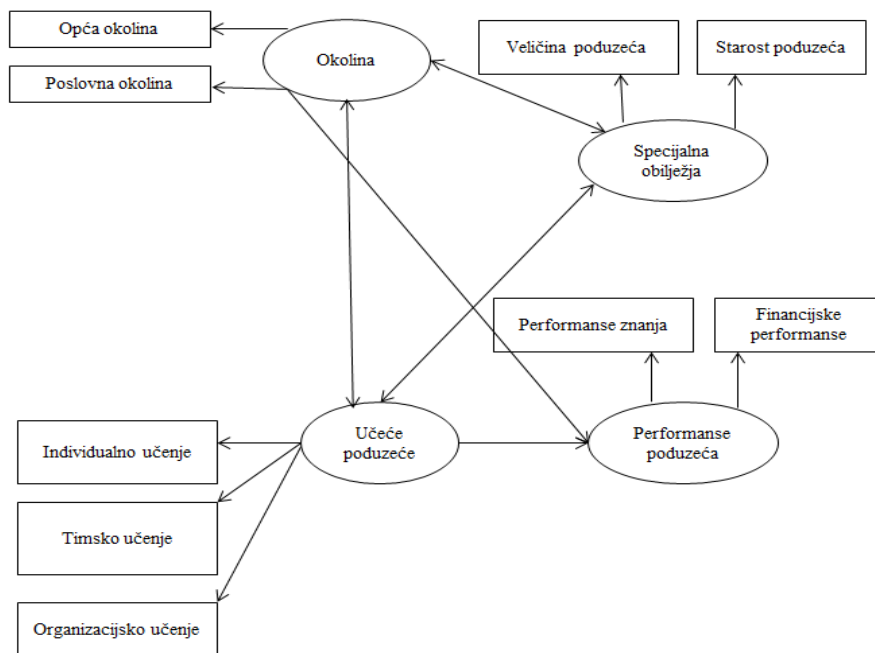 Opća okolina
Poslovna okolina
Okolina
Veličina poduzeća
Starost poduzeća
Specijalna
obilježja
Performanse znanja
Financijske
performanse
Učeće
poduzeće
Performanse
poduzeća
Individualno učenje
Timsko učenje
Organizacijsko učenje